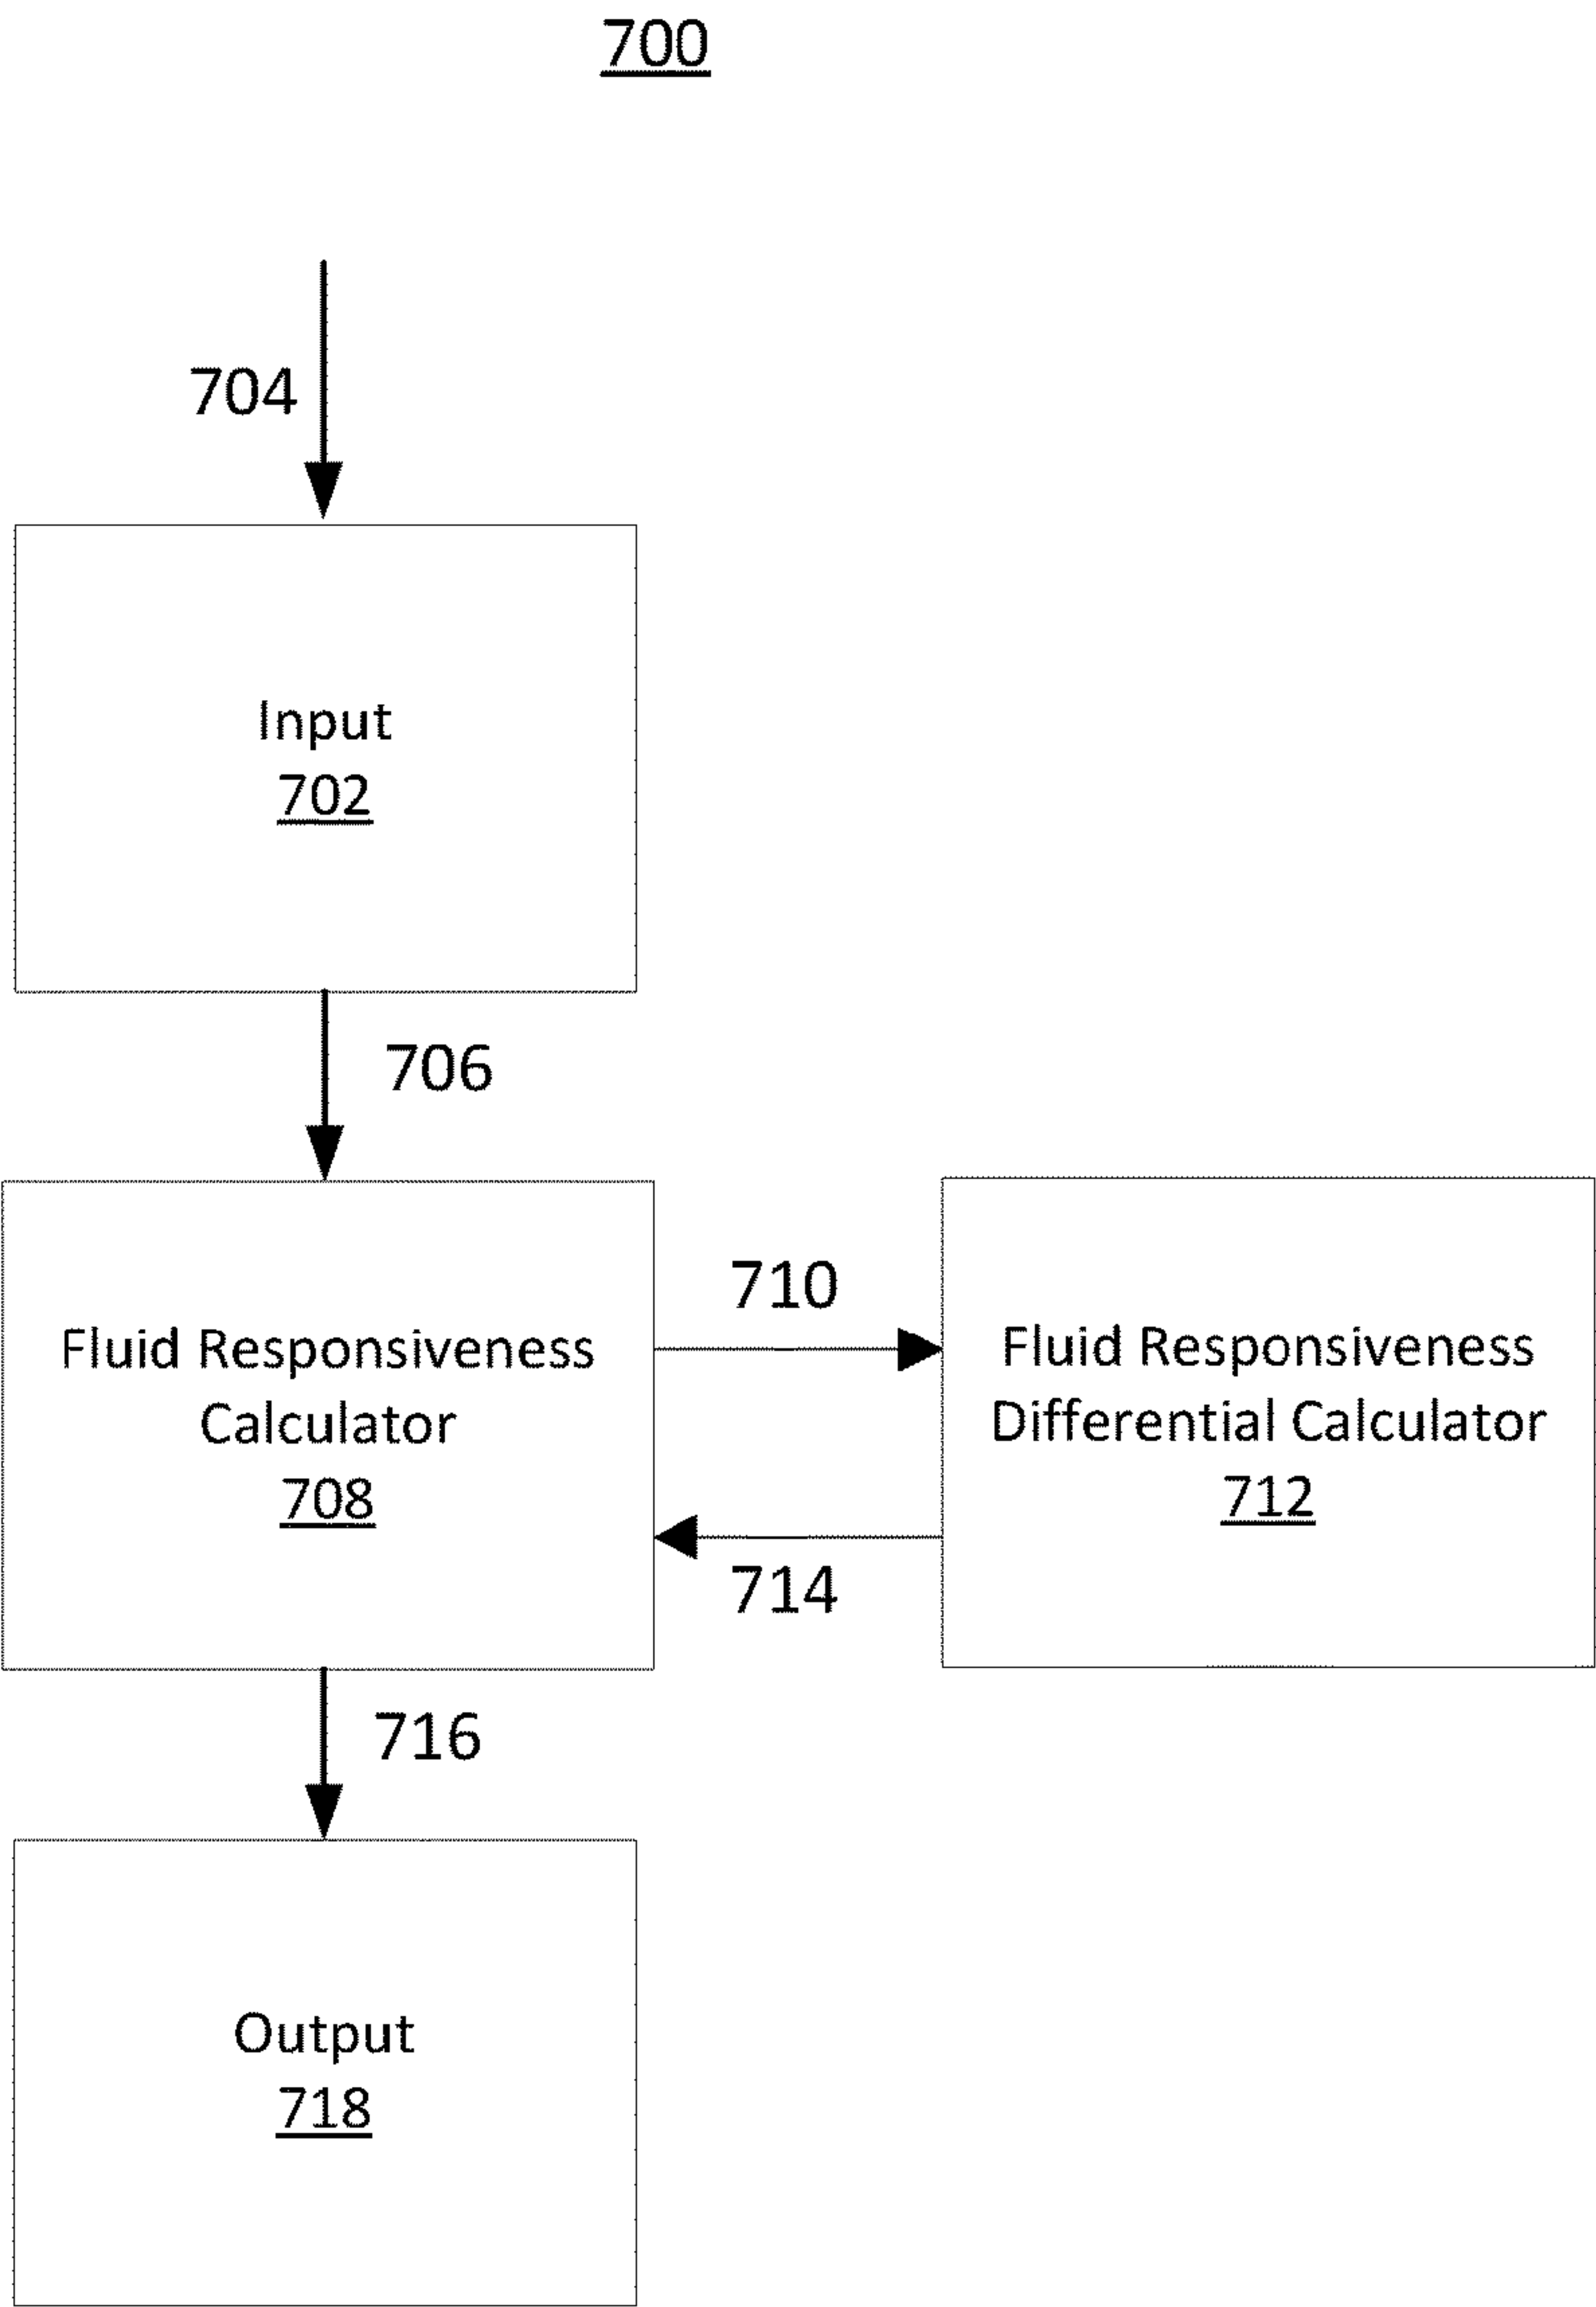 700
704
Input
702
706
Fluid Responsiveness
Calculator
708
710
714
Fluid Responsiveness
Differential Calculator
712
716
Output
718